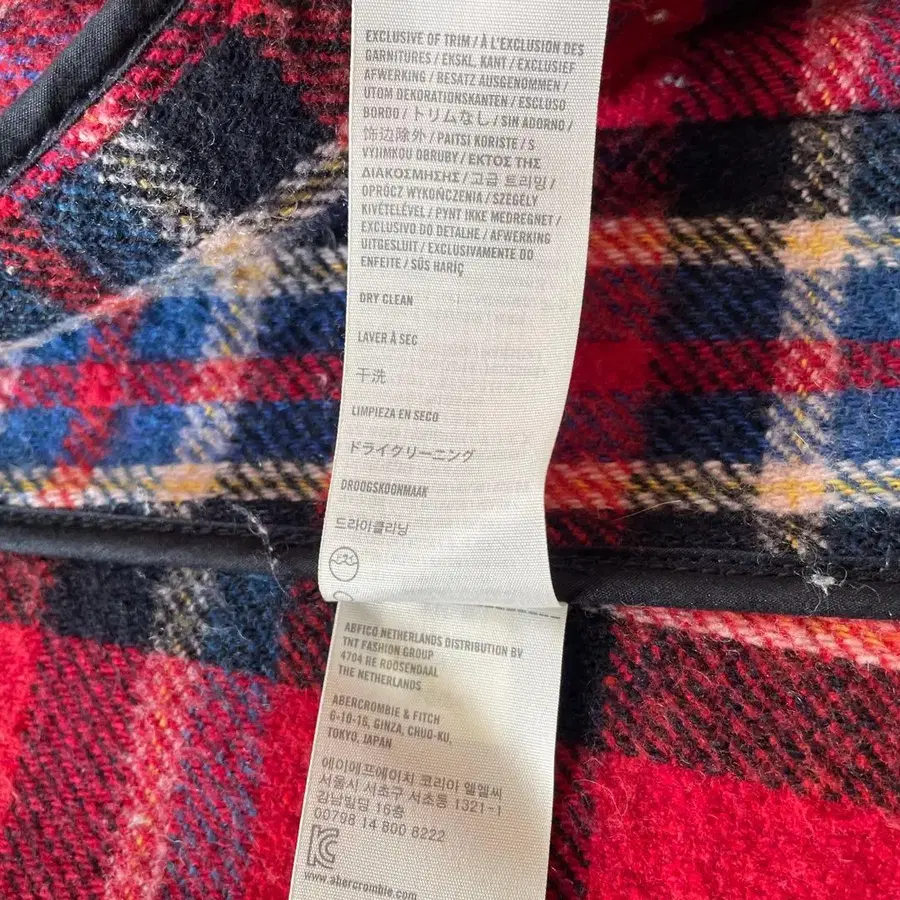 EXCLUSIVE OF TRIM / À L'EXCLUSION DES
GARNITURES / EKSKL. KANT / EXCLUSIEF
AFWERKING / BESATZ AUSGENOMMEN /
UTOM DEKORATIONSKANTEN / ESCLUSO
BORDO / トリムなし / SIN ADORNO /
饰边除外 / PAITSI KORISTE / S
VYJIMKOU OBRUBY / ΕΚΤΟΣ ΤΗΣ
ΔΙΑΚΟΣΜΗΣΗΣ / 고급 트리밍 /
OPRÓCZ WYKOŃCZENIA / SZEGÉLY
KIVÉTELÉVEL / PYNT IKKE MEDREGNET /
EXCLUSIVO DO DETALHE / AFWERKING
UITGESLUIT / EXCLUSIVAMENTE DO
ENFEITE / SÜS HARİÇ
DRY CLEAN
LAVER À SEC
干洗
LIMPIEZA EN SECO
ドライクリーニング
DROOGSKOONMAAK
드라이클리닝
ドライ
ABFICO NETHERLANDS DISTRIBUTION BV
TNT FASHION GROUP
4704 RE ROOSENDAAL
THE NETHERLANDS
ABERCROMBIE & FITCH
6-10-16, GINZA, CHUO-KU,
TOKYO, JAPAN
에이에프에이치 코리아 엘엘씨
서울시 서초구 서초동 1321-1
강남빌딩 16층
00798 14 800 8222
www.abercrombie.com